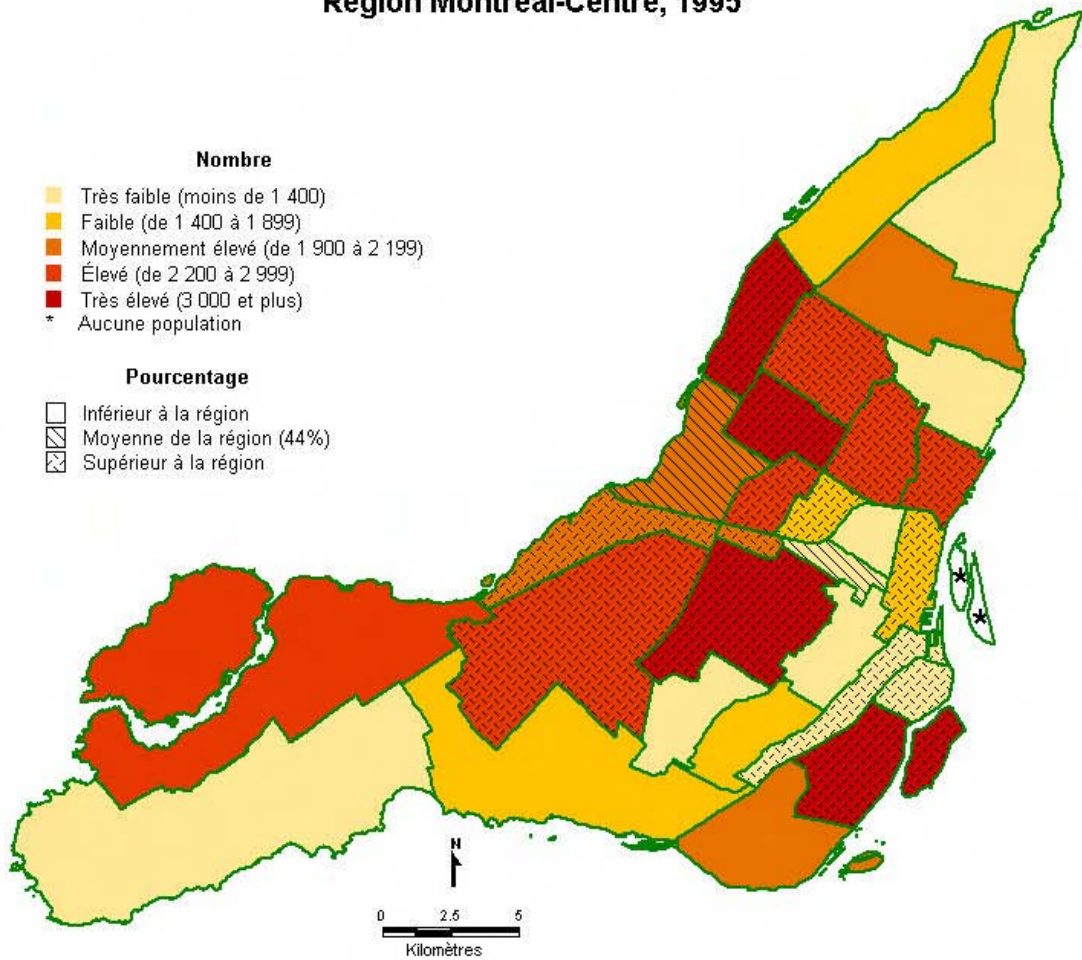 Région Montréal-Centre, 1995
Nombre
Très faible (moins de 1 400)
Faible (de 1 400 à 1 899)
Moyennement élevé (de 1 900 à 2 199)
Élevé (de 2 200 à 2 999)
Très élevé (3 000 et plus)
* Aucune population
Pourcentage
Inférieur à la région
Moyenne de la région (44%)
Supérieur à la région
*
*
N
0 2.5 5
Kilomètres